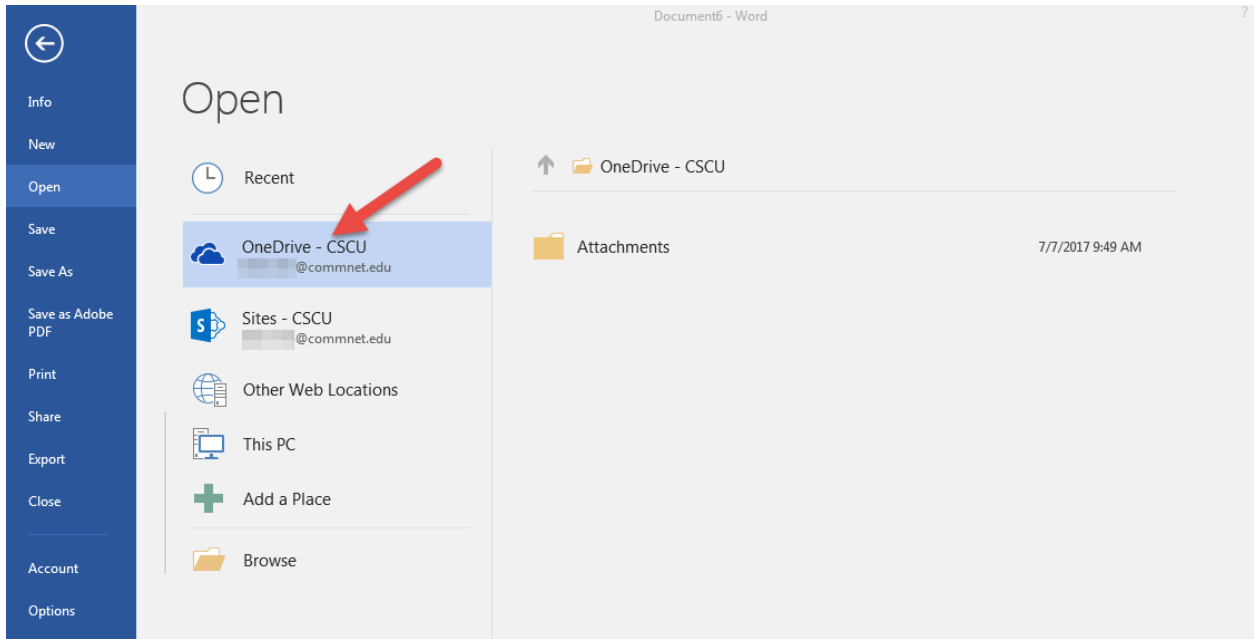 Document6 - Word
?
Info
New
Open
Save
Save As
Save as Adobe
PDF
Print
Share
Export
Close
Account
Options
Open
Recent
OneDrive - CSCU
@commnet.edu
Sites - CSCU
@commnet.edu
Other Web Locations
This PC
Add a Place
Browse
OneDrive - CSCU
Attachments
7/7/2017 9:49 AM